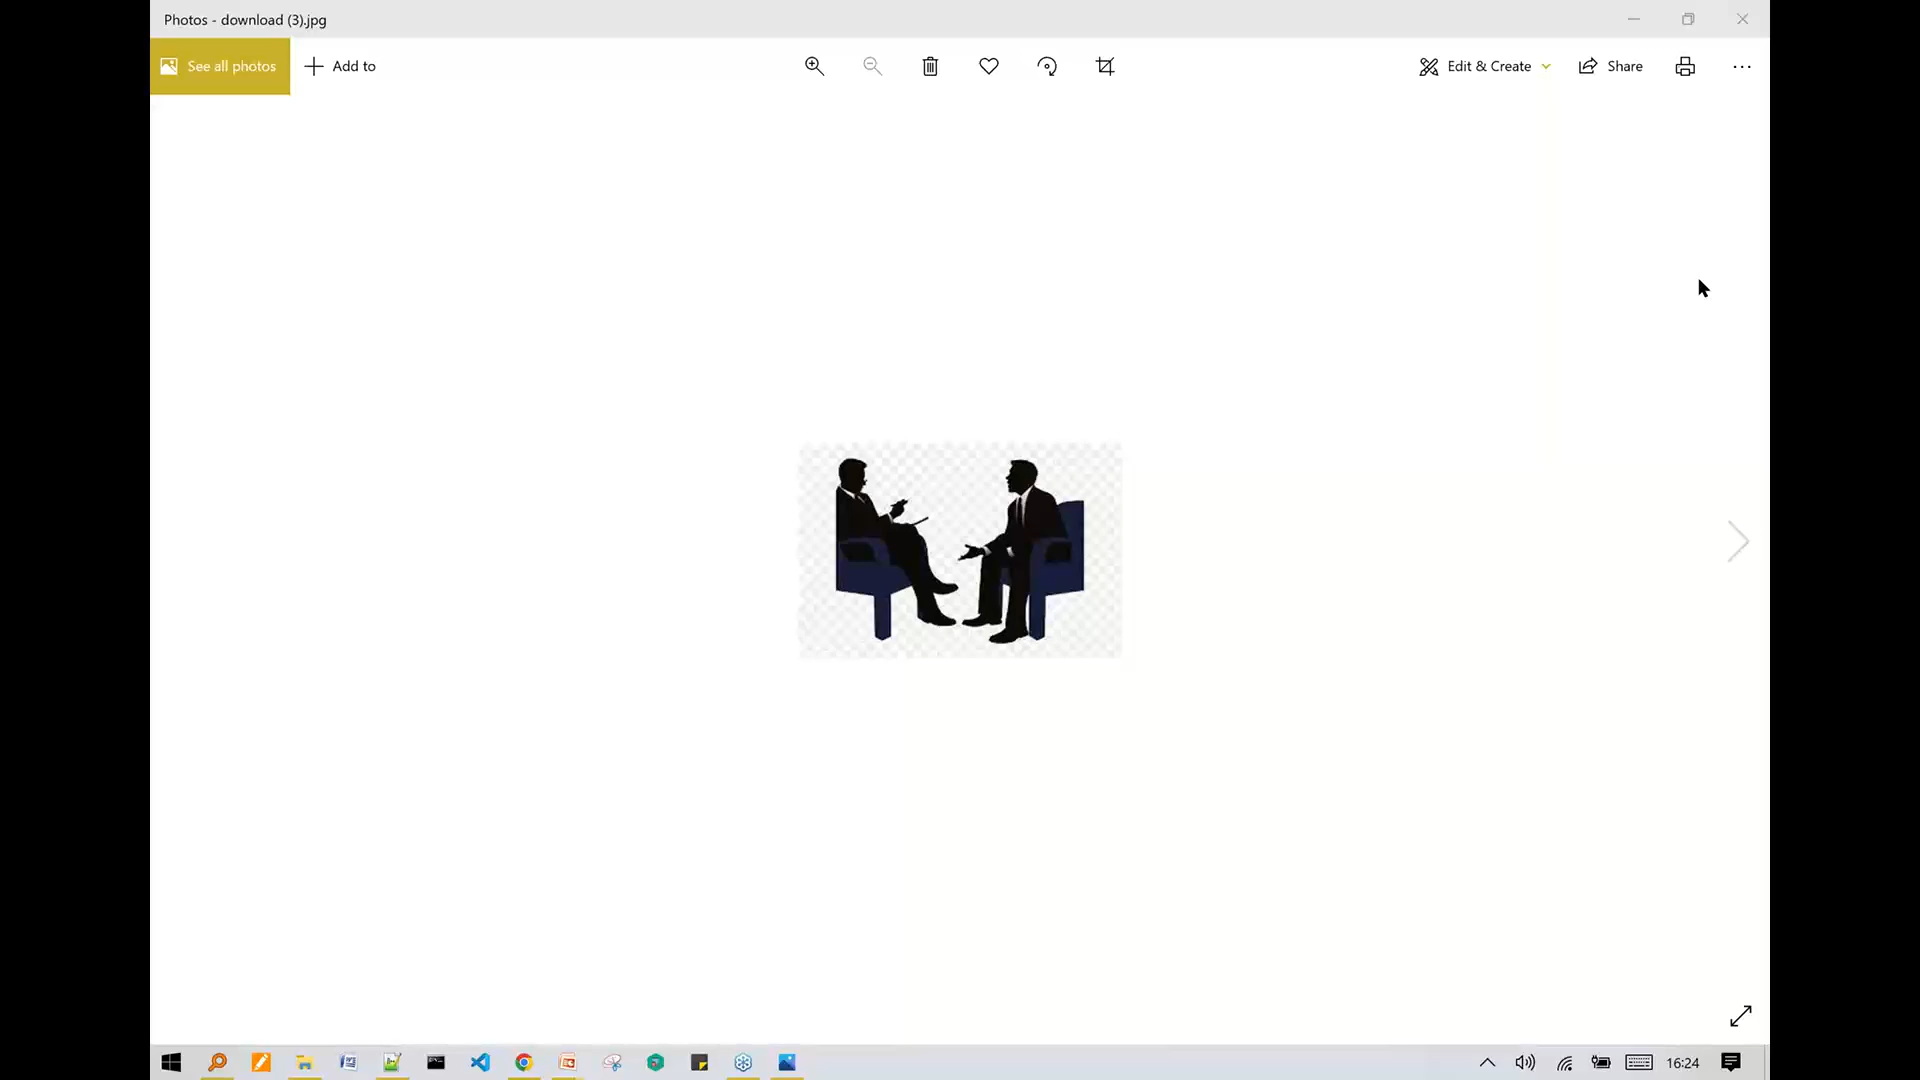 Photos - download (3).jpg
See all photos
Add to
Edit & Create
Share
16:24